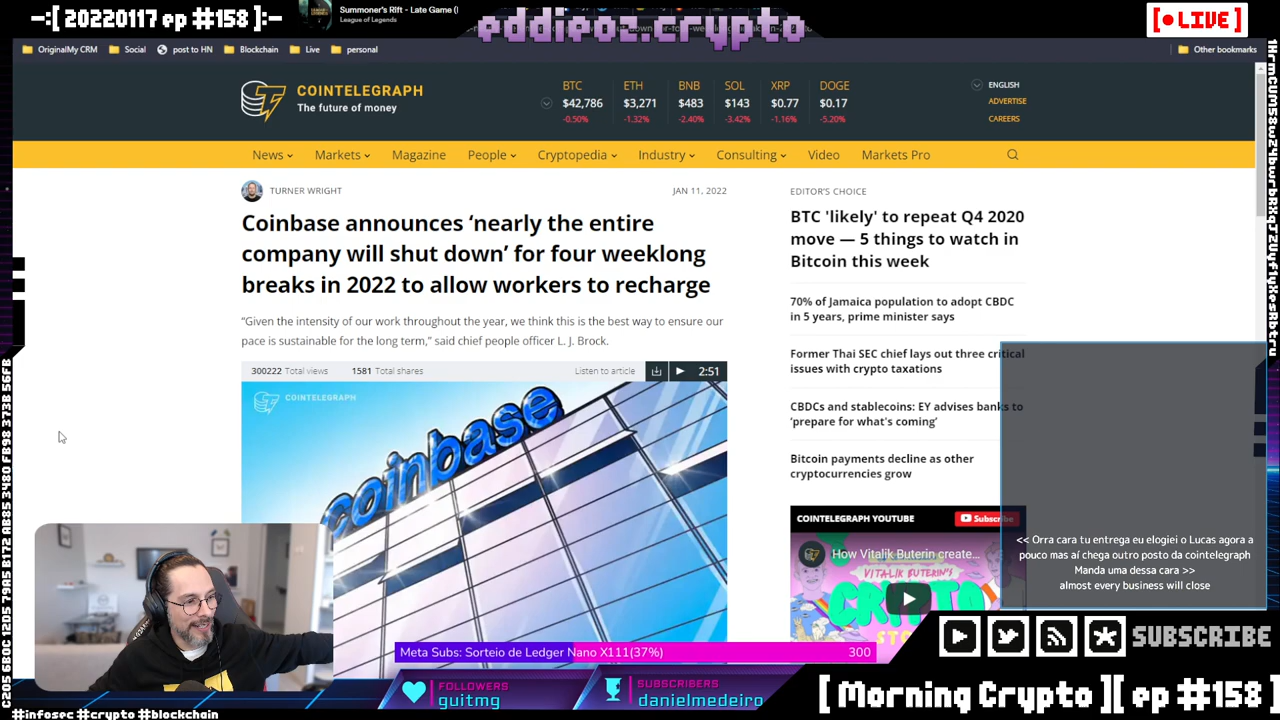 -:[ 20220117 ep #158 ]:-
Summoner's Rift - Late Game (
League of Legends
eddieoz.crypto
[ • LIVE ]
OriginalMy CRM
Social
post to HN
Blockchain
Live
personal
Other bookmarks
COINTELEGRAPH
The future of money
BTC ETH BNB SOL XRP DOGE
$42,786 $3,271 $483 $143 $0.77 $0.17
-0.50% -1.32% -2.40% -3.42% -1.16% -5.20%
ENGLISH
ADVERTISE
CAREERS
News Markets Magazine People Cryptopedia Industry Consulting Video Markets Pro
TURNER WRIGHT
JAN 11, 2022
Coinbase announces ‘nearly the entire
company will shut down’ for four weeklong
breaks in 2022 to allow workers to recharge
“Given the intensity of our work throughout the year, we think this is the best way to ensure our
pace is sustainable for the long term,” said chief people officer L. J. Brock.
300222 Total views 1581 Total shares Listen to article 2:51
COINTELEGRAPH
coinbase
EDITOR'S CHOICE
BTC 'likely' to repeat Q4 2020
move — 5 things to watch in
Bitcoin this week
70% of Jamaica population to adopt CBDC
in 5 years, prime minister says
Former Thai SEC chief lays out three critical
issues with crypto taxations
CBDCs and stablecoins: EY advises banks to
‘prepare for what's coming’
Bitcoin payments decline as other
cryptocurrencies grow
COINTELEGRAPH YOUTUBE
Subscribe
How Vitalik Buterin create...
VITALIK BUTERIN'S
CRYPTO
<< Orra cara tu entrega eu elogiei o Lucas agora a
pouco mas aí chega outro posto da cointelegraph
Manda uma dessa cara >>
almost every business will close
SUBSCRIBE
Meta Subs: Sorteio de Ledger Nano X111(37%) 300
FOLLOWERS
guitmg
SUBSCRIBERS
danielmedeiro
[ Morning Crypto ][ ep #158 ]
#infosec #crypto #blockchain